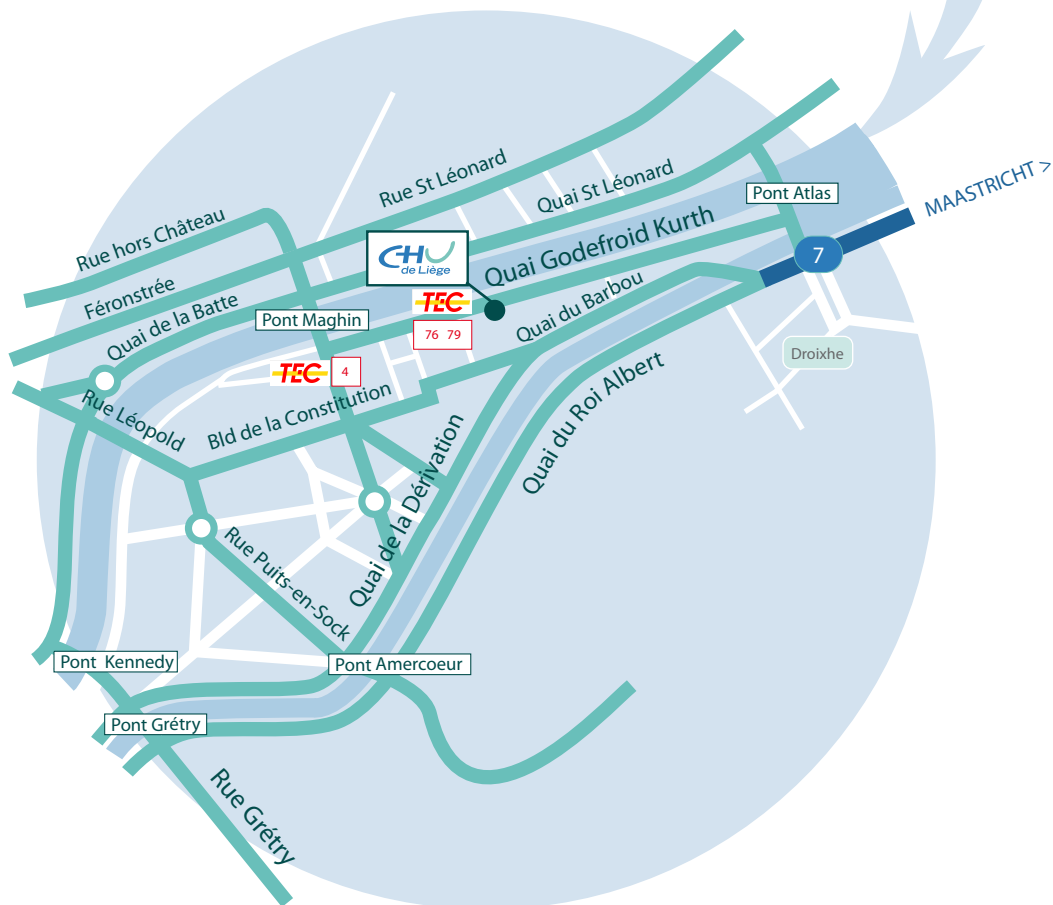 Rue St Léonard
Quai St Léonard
Pont Atlas
MAASTRICHT >
Rue hors Château
CHU
de Liège
Quai Godefroid Kurth
7
Féronstrée
Quai de la Batte
TEC
Pont Maghin
76 79
Quai du Barbou
Droixhe
TEC
4
Rue Léopold
Bld de la Constitution
Quai du Roi Albert
Quai de la Dérivation
Rue Puits-en-Sock
Pont Kennedy
Pont Amercoeur
Pont Grétry
Rue Grétry